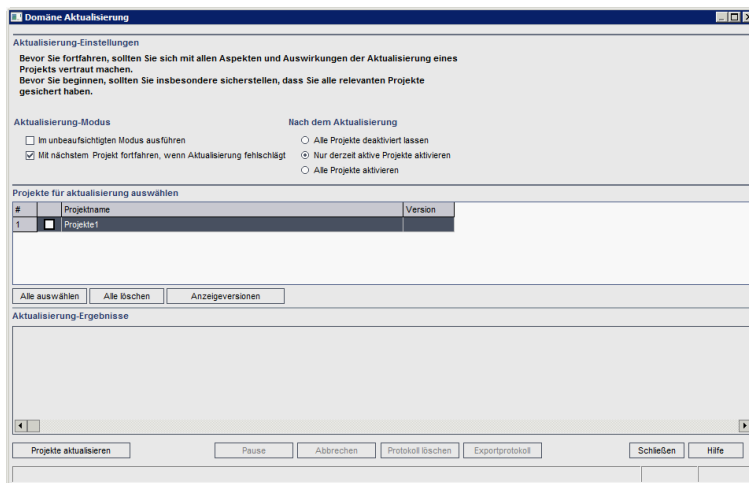 Domäne Aktualisierung
Aktualisierung-Einstellungen
Bevor Sie fortfahren, sollten Sie sich mit allen Aspekten und Auswirkungen der Aktualisierung eines
Projekts vertraut machen.
Bevor Sie beginnen, sollten Sie insbesondere sicherstellen, dass Sie alle relevanten Projekte
gesichert haben.
Aktualisierung-Modus
Nach dem Aktualisierung
Im unbeaufsichtigten Modus ausführen
Alle Projekte deaktiviert lassen
Mit nächstem Projekt fortfahren, wenn Aktualisierung fehlschlägt
Nur derzeit aktive Projekte aktivieren
Alle Projekte aktivieren
Projekte für aktualisierung auswählen
# Projektname Version
1 Projekte1
Alle auswählen Alle löschen Anzeigeversionen
Aktualisierung-Ergebnisse
Projekte aktualisieren Pause Abbrechen Protokoll löschen Exportprotokoll Schließen Hilfe